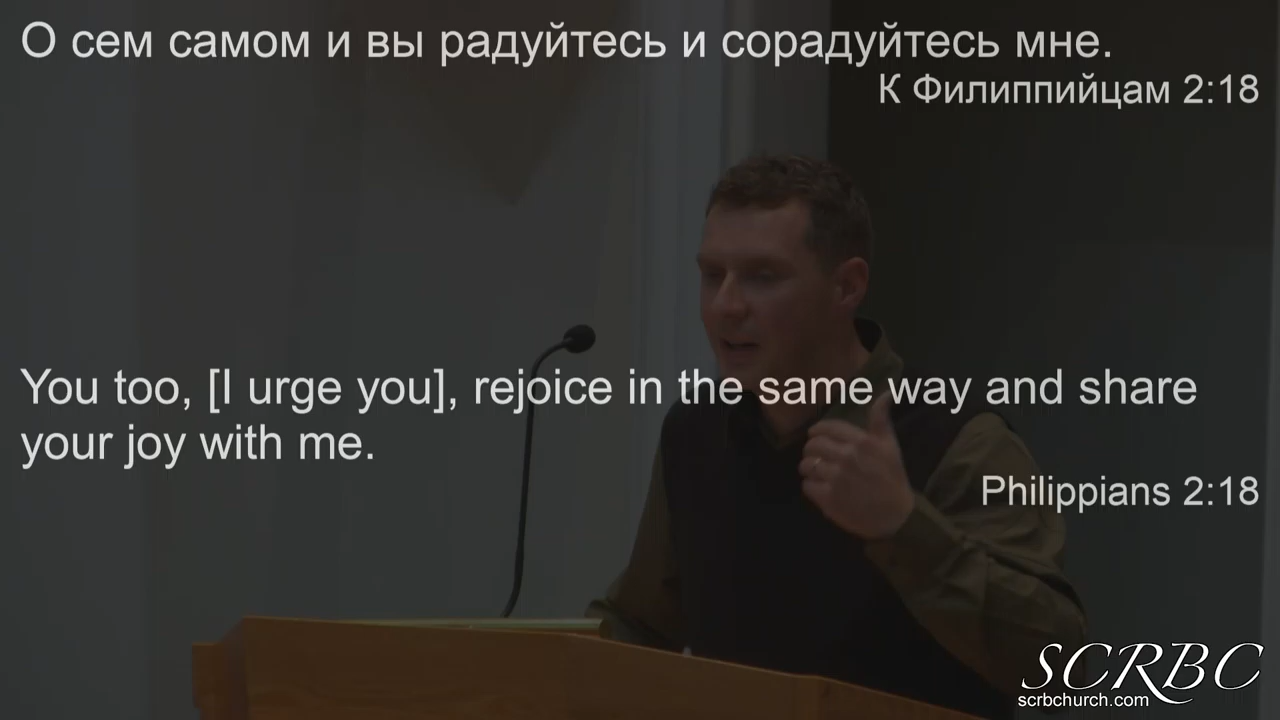 О сем самом и вы радуйтесь и сорадуйтесь мне.
К Филиппийцам 2:18
You too, [I urge you], rejoice in the same way and share
your joy with me.
Philippians 2:18
SCRBC
scrbchurch.com